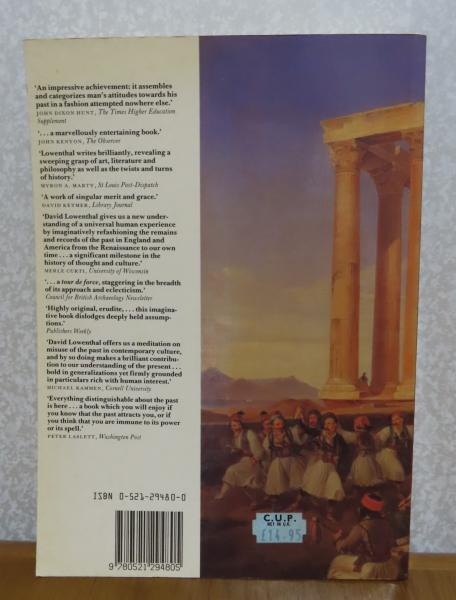 'An impressive achievement: it assembles
and categorizes man's attitudes towards his
past in a fashion attempted nowhere else.'
JOHN DIXON HUNT, The Times Higher Education
Supplement
'. . . a marvellously entertaining book.'
JOHN KENYON, The Observer
'Lowenthal writes brilliantly, revealing a
sweeping grasp of art, literature and
philosophy as well as the twists and turns
of history.'
MYRON A. MARTY, St Louis Post-Dispatch
'A work of singular merit and grace.'
DAVID KEYMER, Library Journal
'David Lowenthal gives us a new under-
standing of a universal human experience
by imaginatively refashioning the remains
and records of the past in England and
America from the Renaissance to our own
time . . . a significant milestone in the
history of thought and culture.'
MERLE CURTI, University of Wisconsin
'. . . a tour de force, staggering in the breadth
of its approach and eclecticism.'
Council for British Archaeology Newsletter
'Highly original, erudite, . . . this imagina-
tive book dislodges deeply held assump-
tions.'
Publishers Weekly
'David Lowenthal offers us a meditation on
misuse of the past in contemporary culture,
and by so doing makes a brilliant contribu-
tion to our understanding of the present . . .
bold in generalizations yet firmly grounded
in particulars rich with human interest.'
MICHAEL KAMMEN, Cornell University
'Everything distinguishable about the past
is here . . . a book which you will enjoy if
you know that the past attracts you, or if
you think that you are immune to its power
or its spell.'
PETER LASLETT, Washington Post
ISBN 0-521-29480-0
9 780521 294805
C.U.P.
NET IN U.K.
£14.95